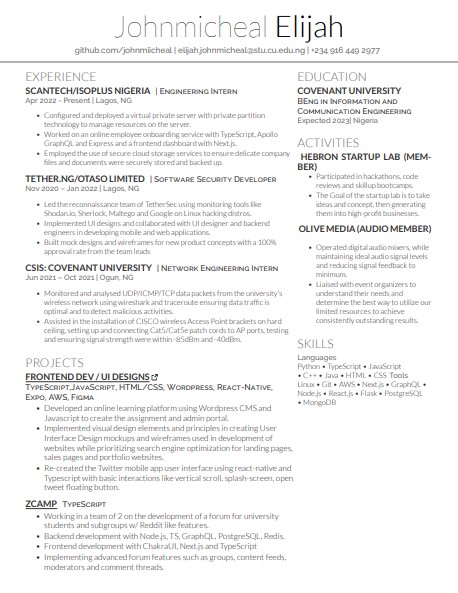 Johnmicheal Elijah
github.com/johnmiicheal | elijah.johnmicheal@stu.cu.edu.ng | +234 916 449 2977
EXPERIENCE
SCANTECH/ISOPLUS NIGERIA | Engineering Intern
Apr 2022 - Present | Lagos, NG
• Configured and deployed a virtual private server with private partition
technology to manage resources on the server.
• Worked on an online employee onboarding service with TypeScript, Apollo
GraphQL and Express and a frontend dashboard with Next.js.
• Employed the use of secure cloud storage services to ensure delicate company
files and documents were securely stored and backed up.
TETHER.NG/OTASO LIMITED | Software Security Developer
Nov 2020 – Jan 2022 | Lagos, NG
• Led the reconnaissance team of TetherSec using monitoring tools like
Shodan.io, Sherlock, Maltego and Google on Linux hacking distros.
• Implemented UI designs and collaborated with UI designer and backend
engineers in developing mobile and web applications.
• Built mock designs and wireframes for new product concepts with a 100%
approval rate from the team leads
CSIS: COVENANT UNIVERSITY | Network Engineering Intern
Jun 2021 – Oct 2021 | Ogun, NG
• Monitored and analysed UDP/ICMP/TCP data packets from the university's
wireless network using wireshark and traceroute ensuring data traffic is
optimal and to detect malicious activities.
• Assisted in the installation of CISCO wireless Access Point brackets on hard
ceiling, setting up and connecting Cat5/Cat5e patch cords to AP ports, testing
and ensuring signal strength were within -85dBm and -40dBm.
PROJECTS
FRONTEND DEV / UI DESIGNS
TypeScript,JavaScript, HTML/CSS, Wordpress, React-Native,
Expo, AWS, Figma
• Developed an online learning platform using Wordpress CMS and
Javascript to create the assignment and admin portal.
• Implemented visual design elements and principles in creating User
Interface Design mockups and wireframes used in development of
websites while prioritizing search engine optimization for landing pages,
sales pages and portfolio websites.
• Re-created the Twitter mobile app user interface using react-native and
Typescript with basic interactions like vertical scroll, splash-screen, open
tweet floating button.
ZCAMP TypeScript
• Working in a team of 2 on the development of a forum for university
students and subgroups w/ Reddit like features.
• Backend development with Node.js, TS, GraphQL, PostgreSQL, Redis.
• Frontend development with ChakraUI, Next.js and TypeScript
• Implementing advanced forum features such as groups, content feeds,
moderators and comment threads.
EDUCATION
COVENANT UNIVERSITY
BEng in Information and
Communication Engineering
Expected 2023| Nigeria
ACTIVITIES
HEBRON STARTUP LAB (MEM-
BER)
• Participated in hackathons, code
reviews and skillup bootcamps.
• The Goal of the startup lab is to take
ideas and concept, then generating
them into high-profit businesses.
OLIVE MEDIA (AUDIO MEMBER)
• Operated digital audio mixers, while
maintaining ideal audio signal levels
and reducing signal feedback to
minimum.
• Liaised with event organizers to
understand their needs and
determine the best way to utilize our
limited resources to achieve
consistently outstanding results.
SKILLS
Languages
Python • TypeScript • JavaScript
• C++ • Java • HTML • CSS Tools
Linux • Git • AWS • Next.js • GraphQL •
Node.js • React.js • Flask • PostgreSQL
• MongoDB